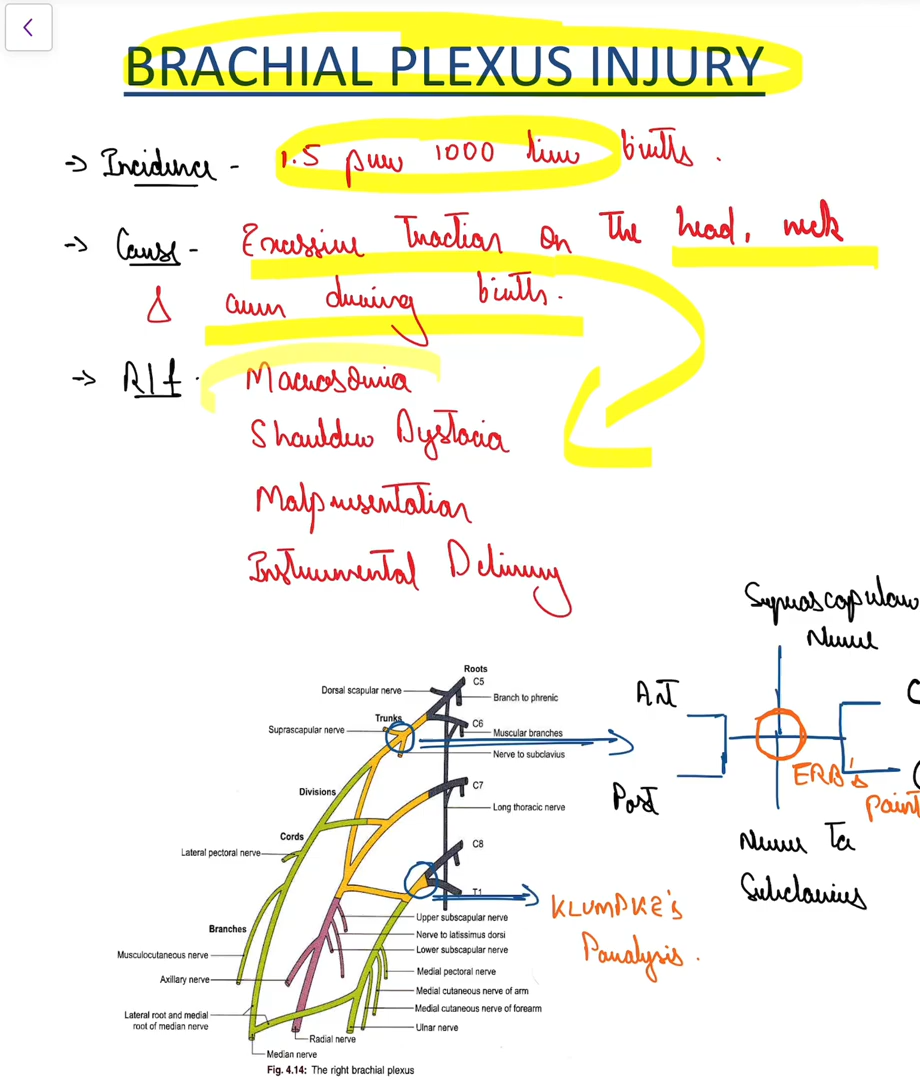 BRACHIAL PLEXUS INJURY
→ Incidence - 1.5 per 1000 live births.
→ Cause - Excessive Traction on The head, neck
& arm during births.
→ R/f - Macrosomia
Shoulder Dystocia
Malpresentation
Instrumental Delivery
Suprascapular
Nerve
Roots
C5
Dorsal scapular nerve
Branch to phrenic
Ant
C
Trunks
C6
Suprascapular nerve
Muscular branches
Nerve to subclavius
ERB's
Point
C7
Divisions
Post
Long thoracic nerve
Cords
Nerve To
Subclavius
C8
Lateral pectoral nerve
T1
KLUMPKE'S
Paralysis.
Upper subscapular nerve
Branches
Nerve to latissimus dorsi
Lower subscapular nerve
Musculocutaneous nerve
Medial pectoral nerve
Axillary nerve
Medial cutaneous nerve of arm
Medial cutaneous nerve of forearm
Lateral root and medial
root of median nerve
Ulnar nerve
Radial nerve
Median nerve
Fig. 4.14: The right brachial plexus